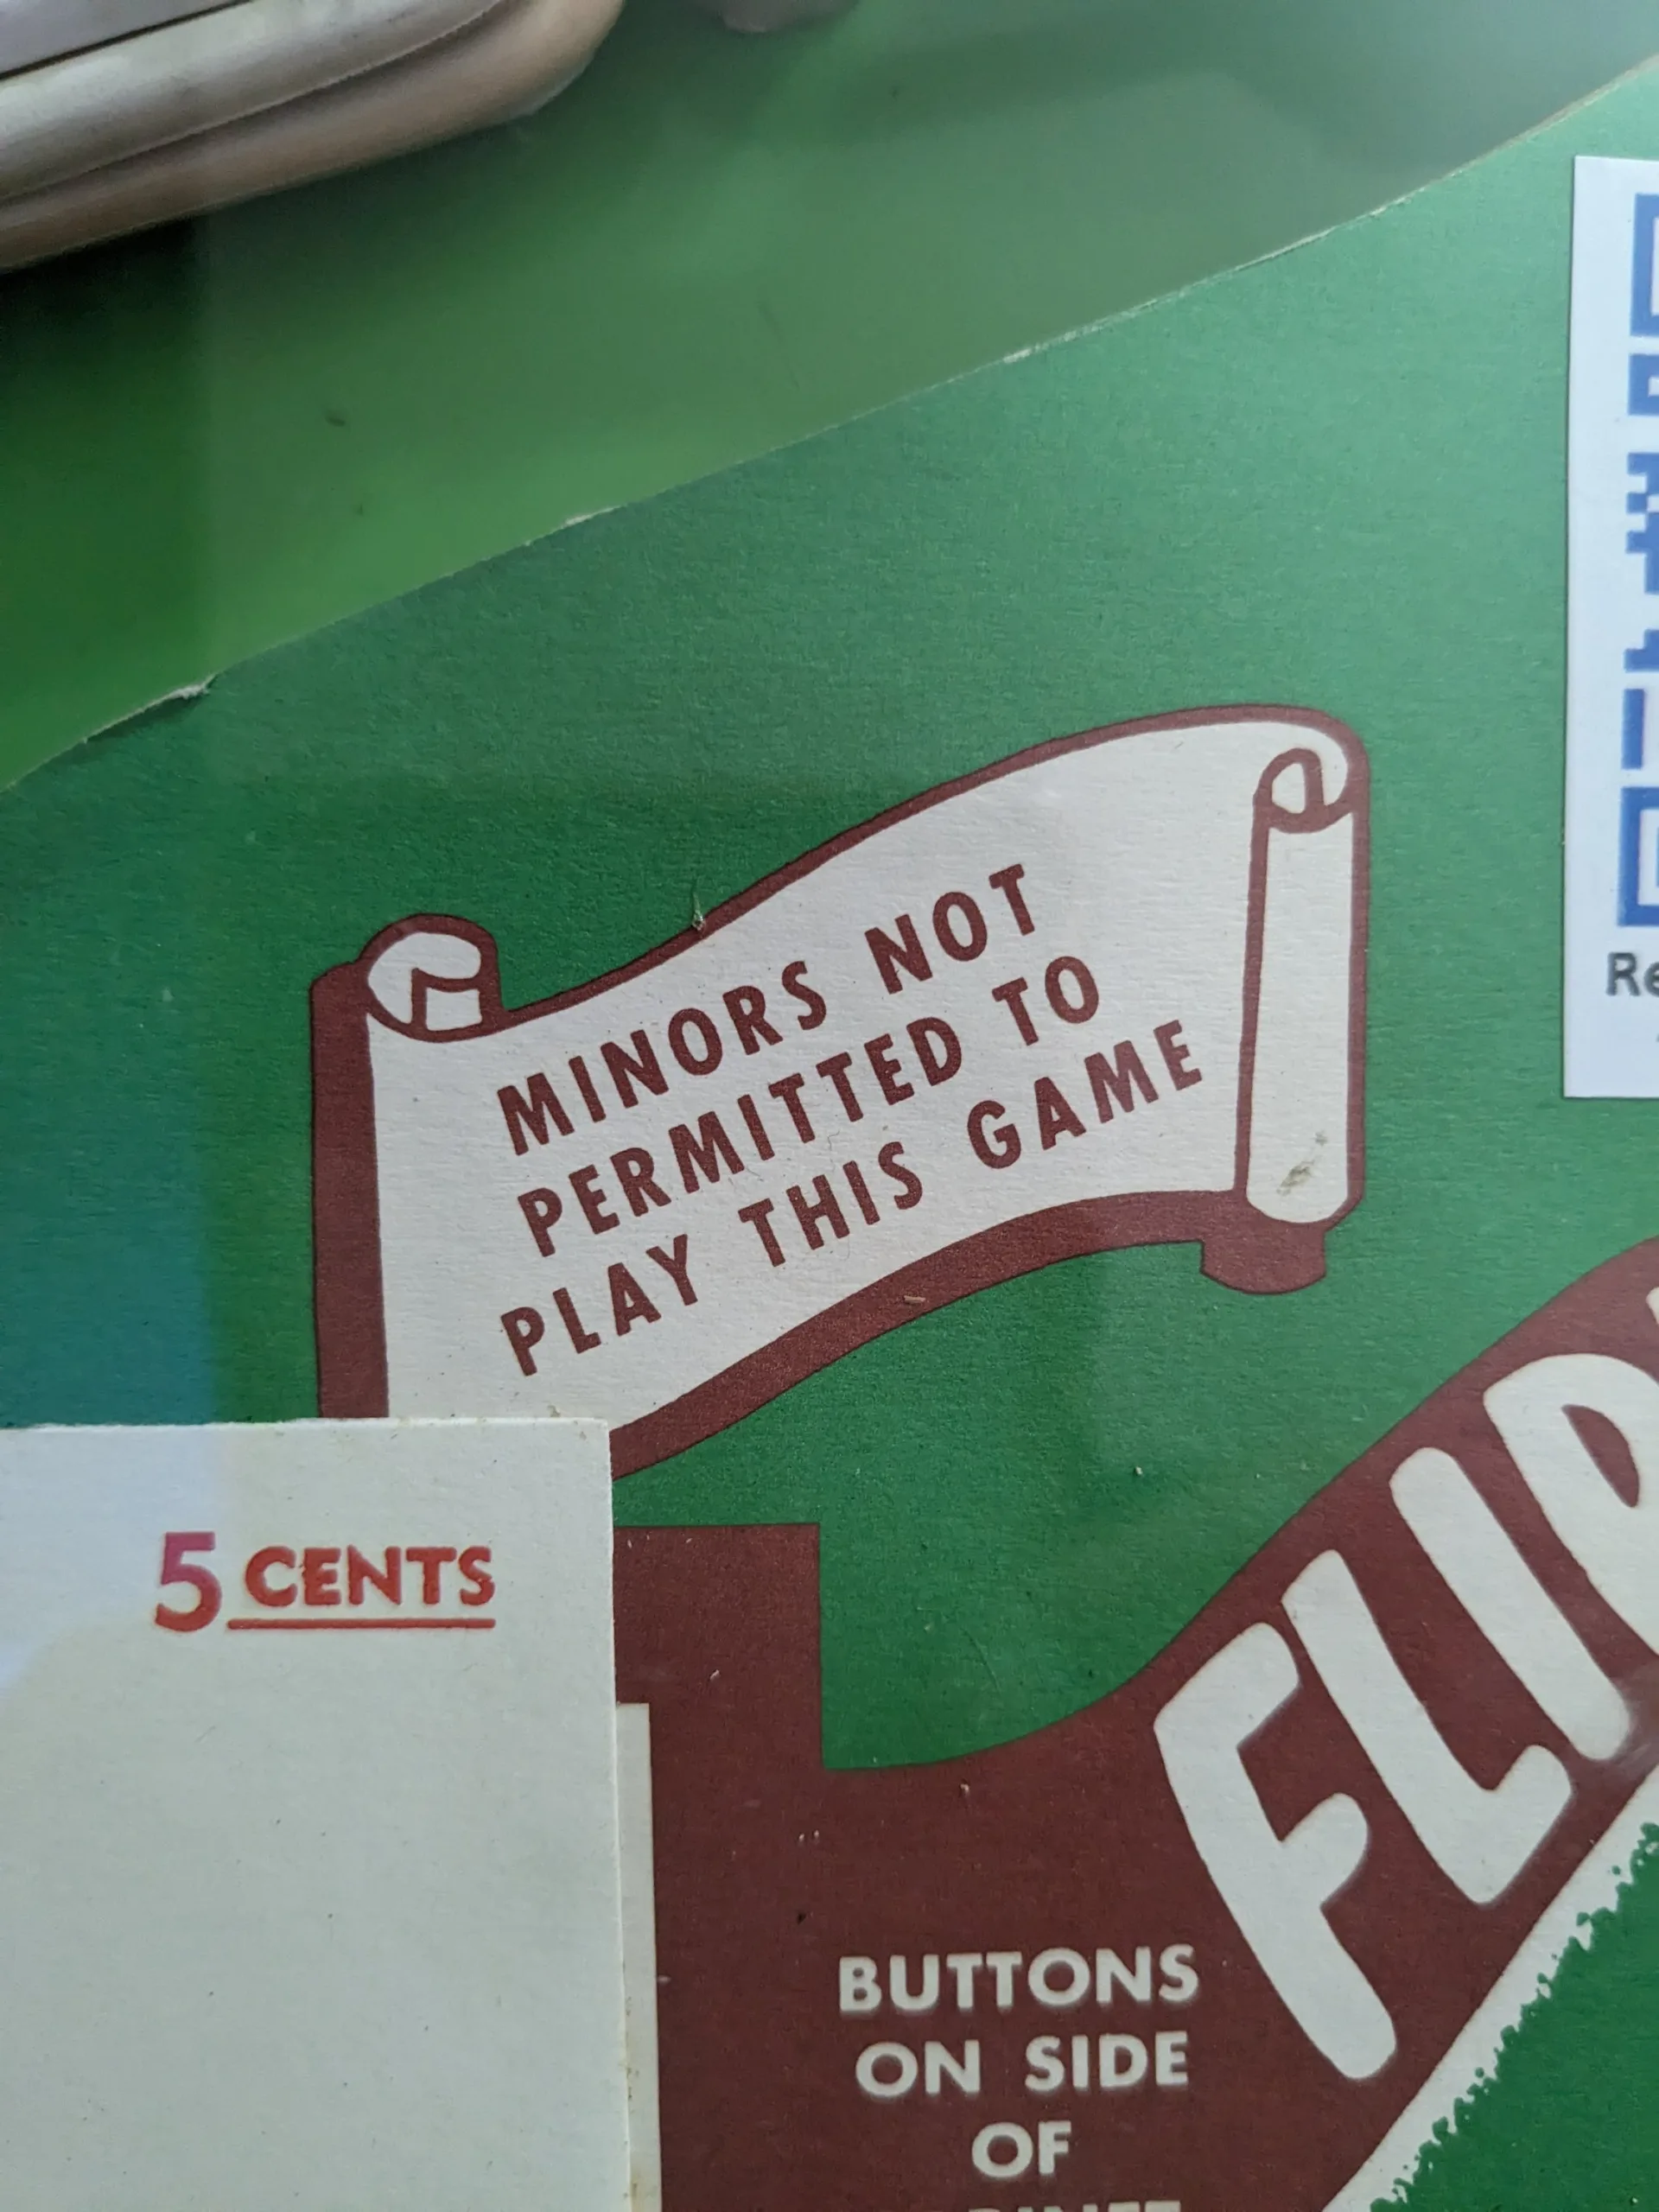 MINORS NOT
PERMITTED TO
PLAY THIS GAME
5 CENTS
BUTTONS
ON SIDE
OF